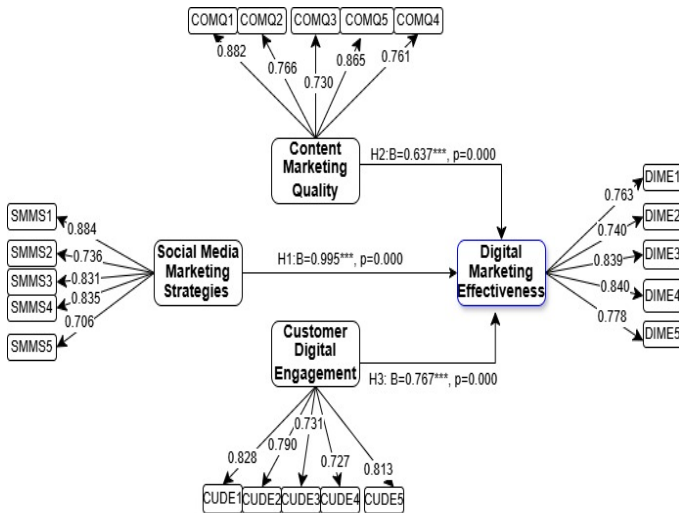 COMQ1 COMQ2 COMQ3 COMQ5 COMQ4
0.882 0.766 0.730 0.865 0.761
Content
Marketing
Quality
H2:B=0.637***, p=0.000
SMMS1
SMMS2
SMMS3
SMMS4
SMMS5
0.884
0.736
0.831
0.835
0.706
Social Media
Marketing
Strategies
H1:B=0.995***, p=0.000
Digital
Marketing
Effectiveness
0.763
0.740
0.839
0.840
0.778
DIME1
DIME2
DIME3
DIME4
DIME5
Customer
Digital
Engagement
H3: B=0.767***, p=0.000
0.828 0.790 0.731 0.727 0.813
CUDE1 CUDE2 CUDE3 CUDE4 CUDE5